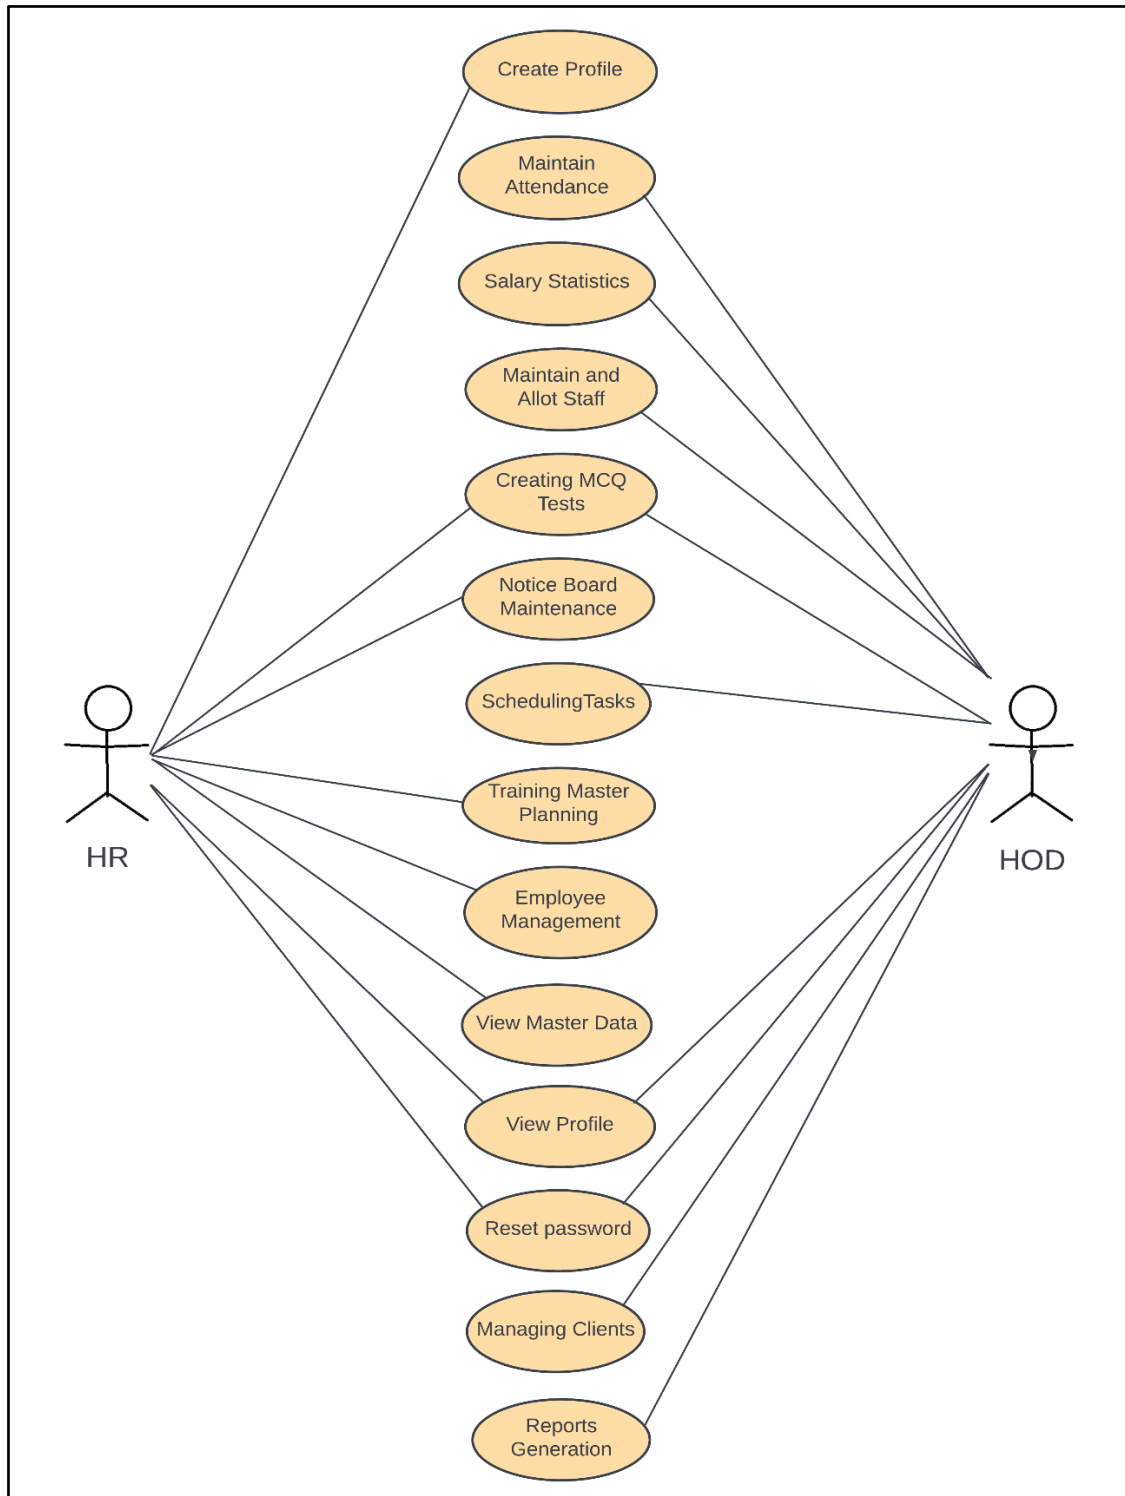 Create Profile
Maintain
Attendance
Salary Statistics
Maintain and
Allot Staff
Creating MCQ
Tests
Notice Board
Maintenance
SchedulingTasks
Training Master
Planning
HR
HOD
Employee
Management
View Master Data
View Profile
Reset password
Managing Clients
Reports
Generation